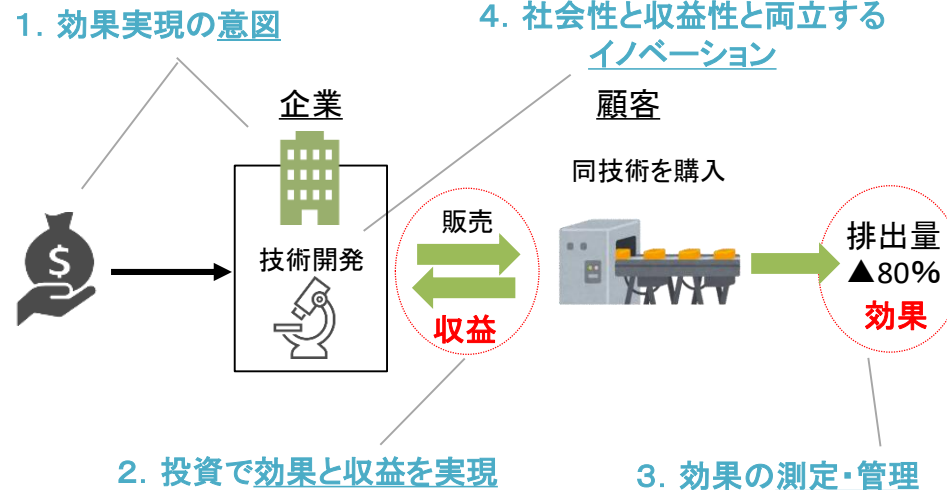 1. 効果実現の意図
4. 社会性と収益性と両立する
イノベーション
企業
顧客
同技術を購入
販売
技術開発
収益
排出量
▲80%
効果
$
2. 投資で効果と収益を実現
3. 効果の測定・管理